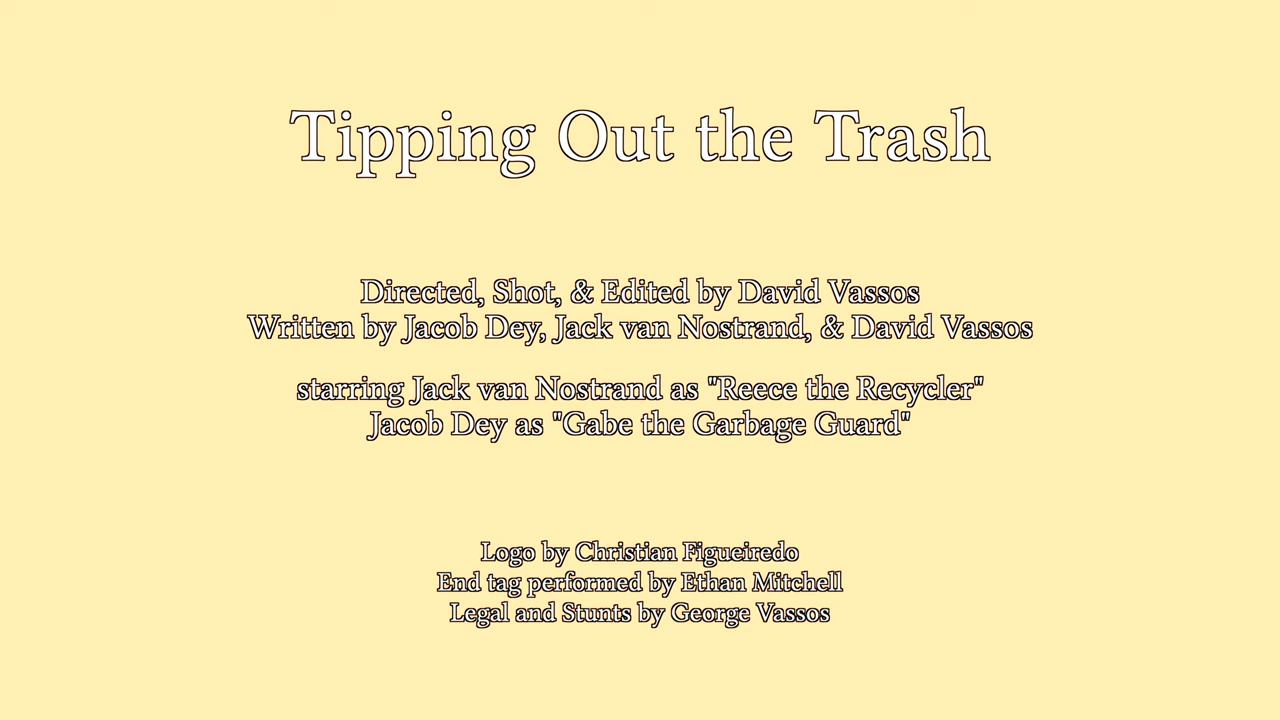 Tipping Out the Trash
Directed, Shot, & Edited by David Vassos
Written by Jacob Dey, Jack van Nostrand, & David Vassos
starring Jack van Nostrand as "Reece the Recycler"
Jacob Dey as "Gabe the Garbage Guard"
Logo by Christian Figueiredo
End tag performed by Ethan Mitchell
Legal and Stunts by George Vassos